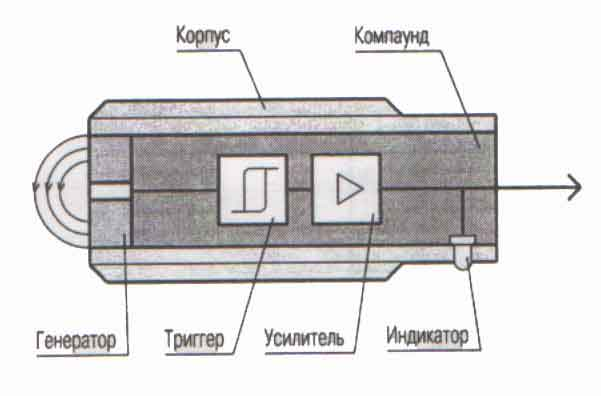 Корпус
Компаунд
Генератор
Триггер
Усилитель
Индикатор